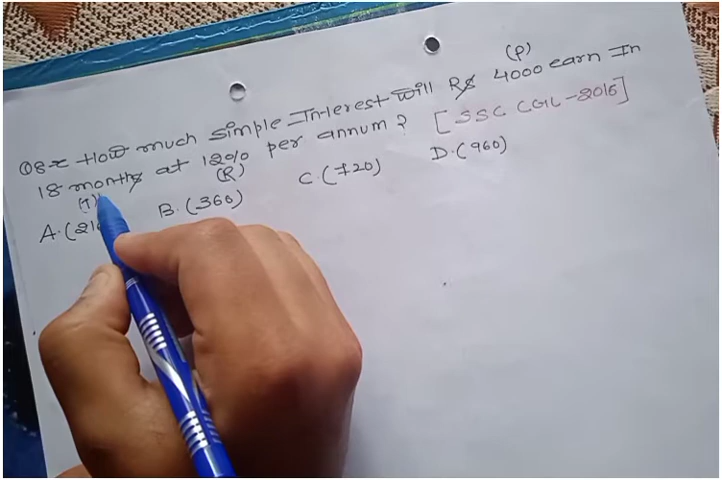 (P)
Q8:- How much simple Interest will Rs 4000 earn In
18 months at 12% per annum? [SSC CGL-2016]
(T) (R)
A.(21 B.(360) C.(720) D.(960)